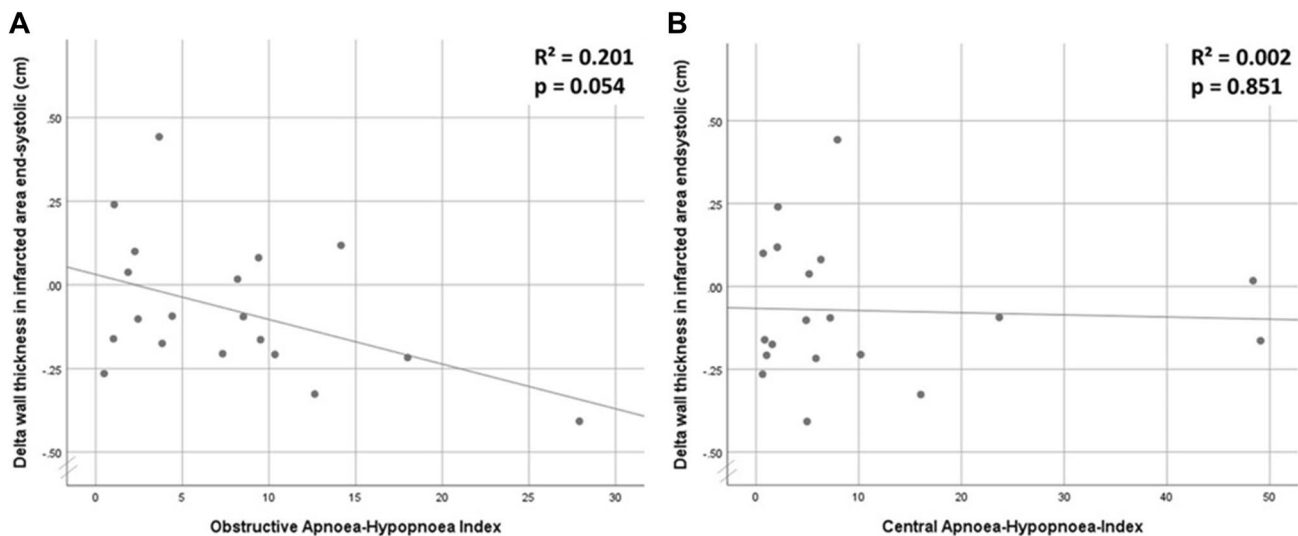 A
R² = 0.201
p = 0.054
Delta wall thickness in infarcted area end-systolic (cm)
.50
.25
.00
-.25
-.50
0 5 10 15 20 25 30
Obstructive Apnoea-Hypopnoea Index
B
R² = 0.002
p = 0.851
Delta wall thickness in infarcted area endsystolic (cm)
.50
.25
.00
-.25
-.50
0 10 20 30 40 50
Central Apnoea-Hypopnoea-Index